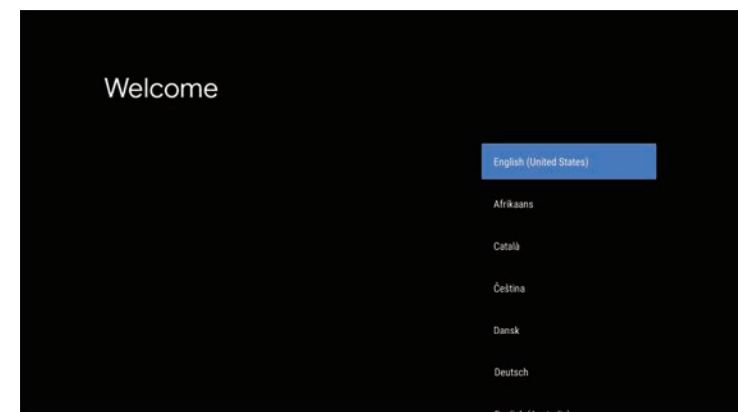 Welcome
English (United States)
Afrikaans
Català
Čeština
Dansk
Deutsch